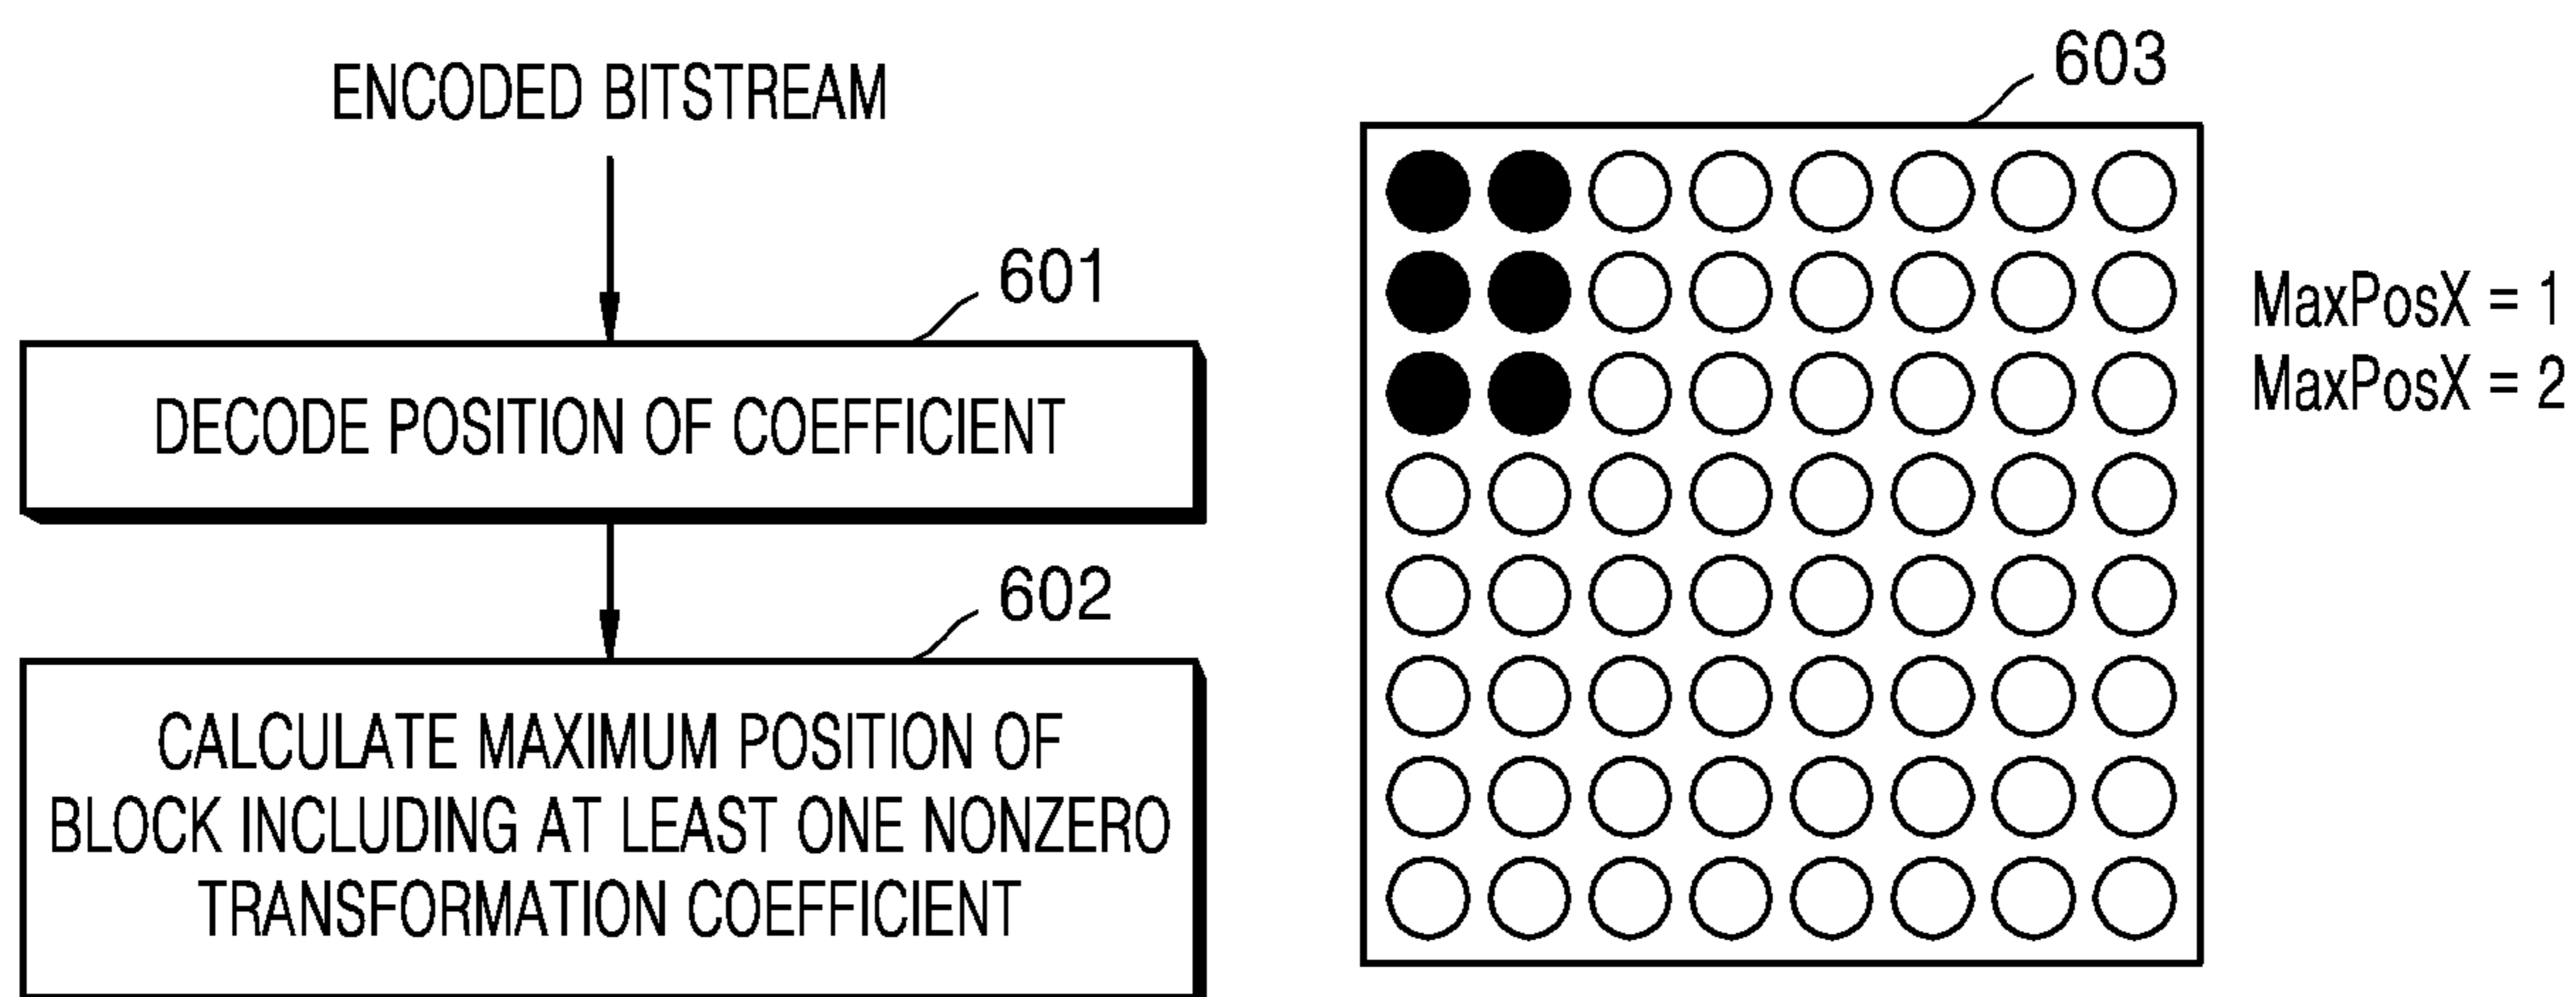 ENCODED BITSTREAM
601
DECODE POSITION OF COEFFICIENT
602
CALCULATE MAXIMUM POSITION OF
BLOCK INCLUDING AT LEAST ONE NONZERO
TRANSFORMATION COEFFICIENT
603
MaxPosX = 1
MaxPosX = 2